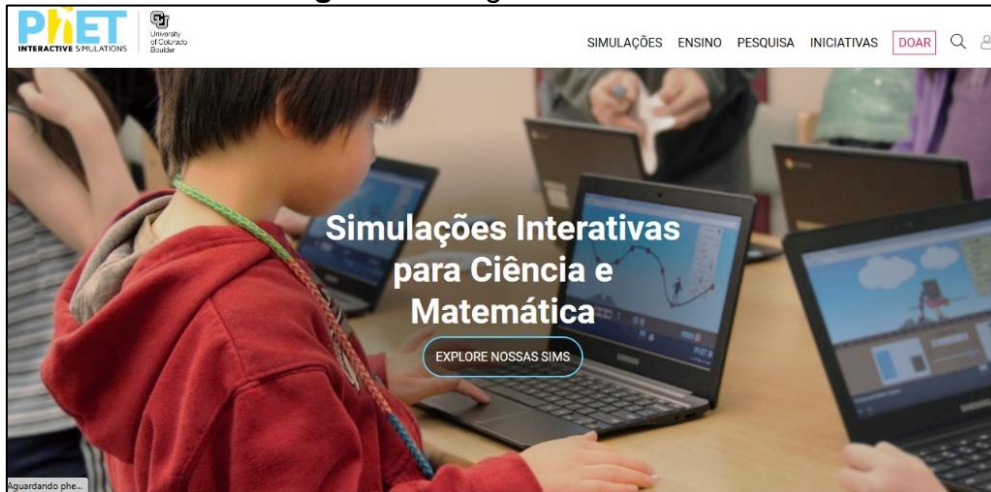 PhET
INTERACTIVE SIMULATIONS
University
of Colorado
Boulder
SIMULAÇÕES ENSINO PESQUISA INICIATIVAS DOAR
Simulações Interativas
para Ciência e
Matemática
EXPLORE NOSSAS SIMS
Aguardando phe...